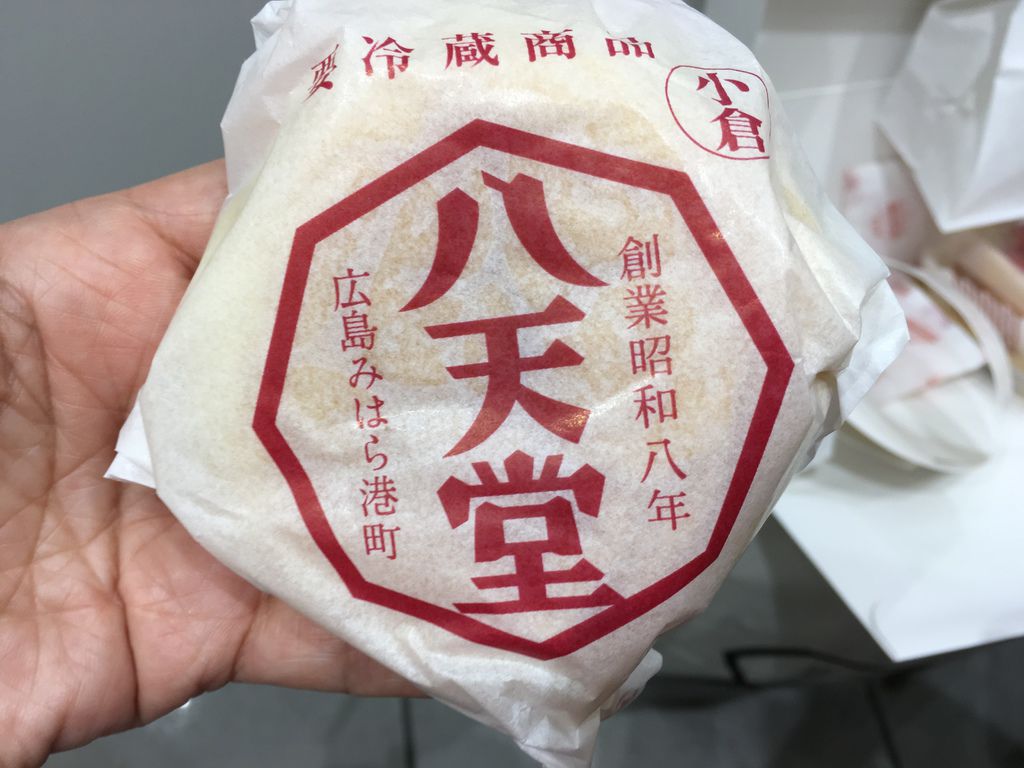 要冷蔵商品
小倉
創業昭和八年
八天堂
広島みはら港町